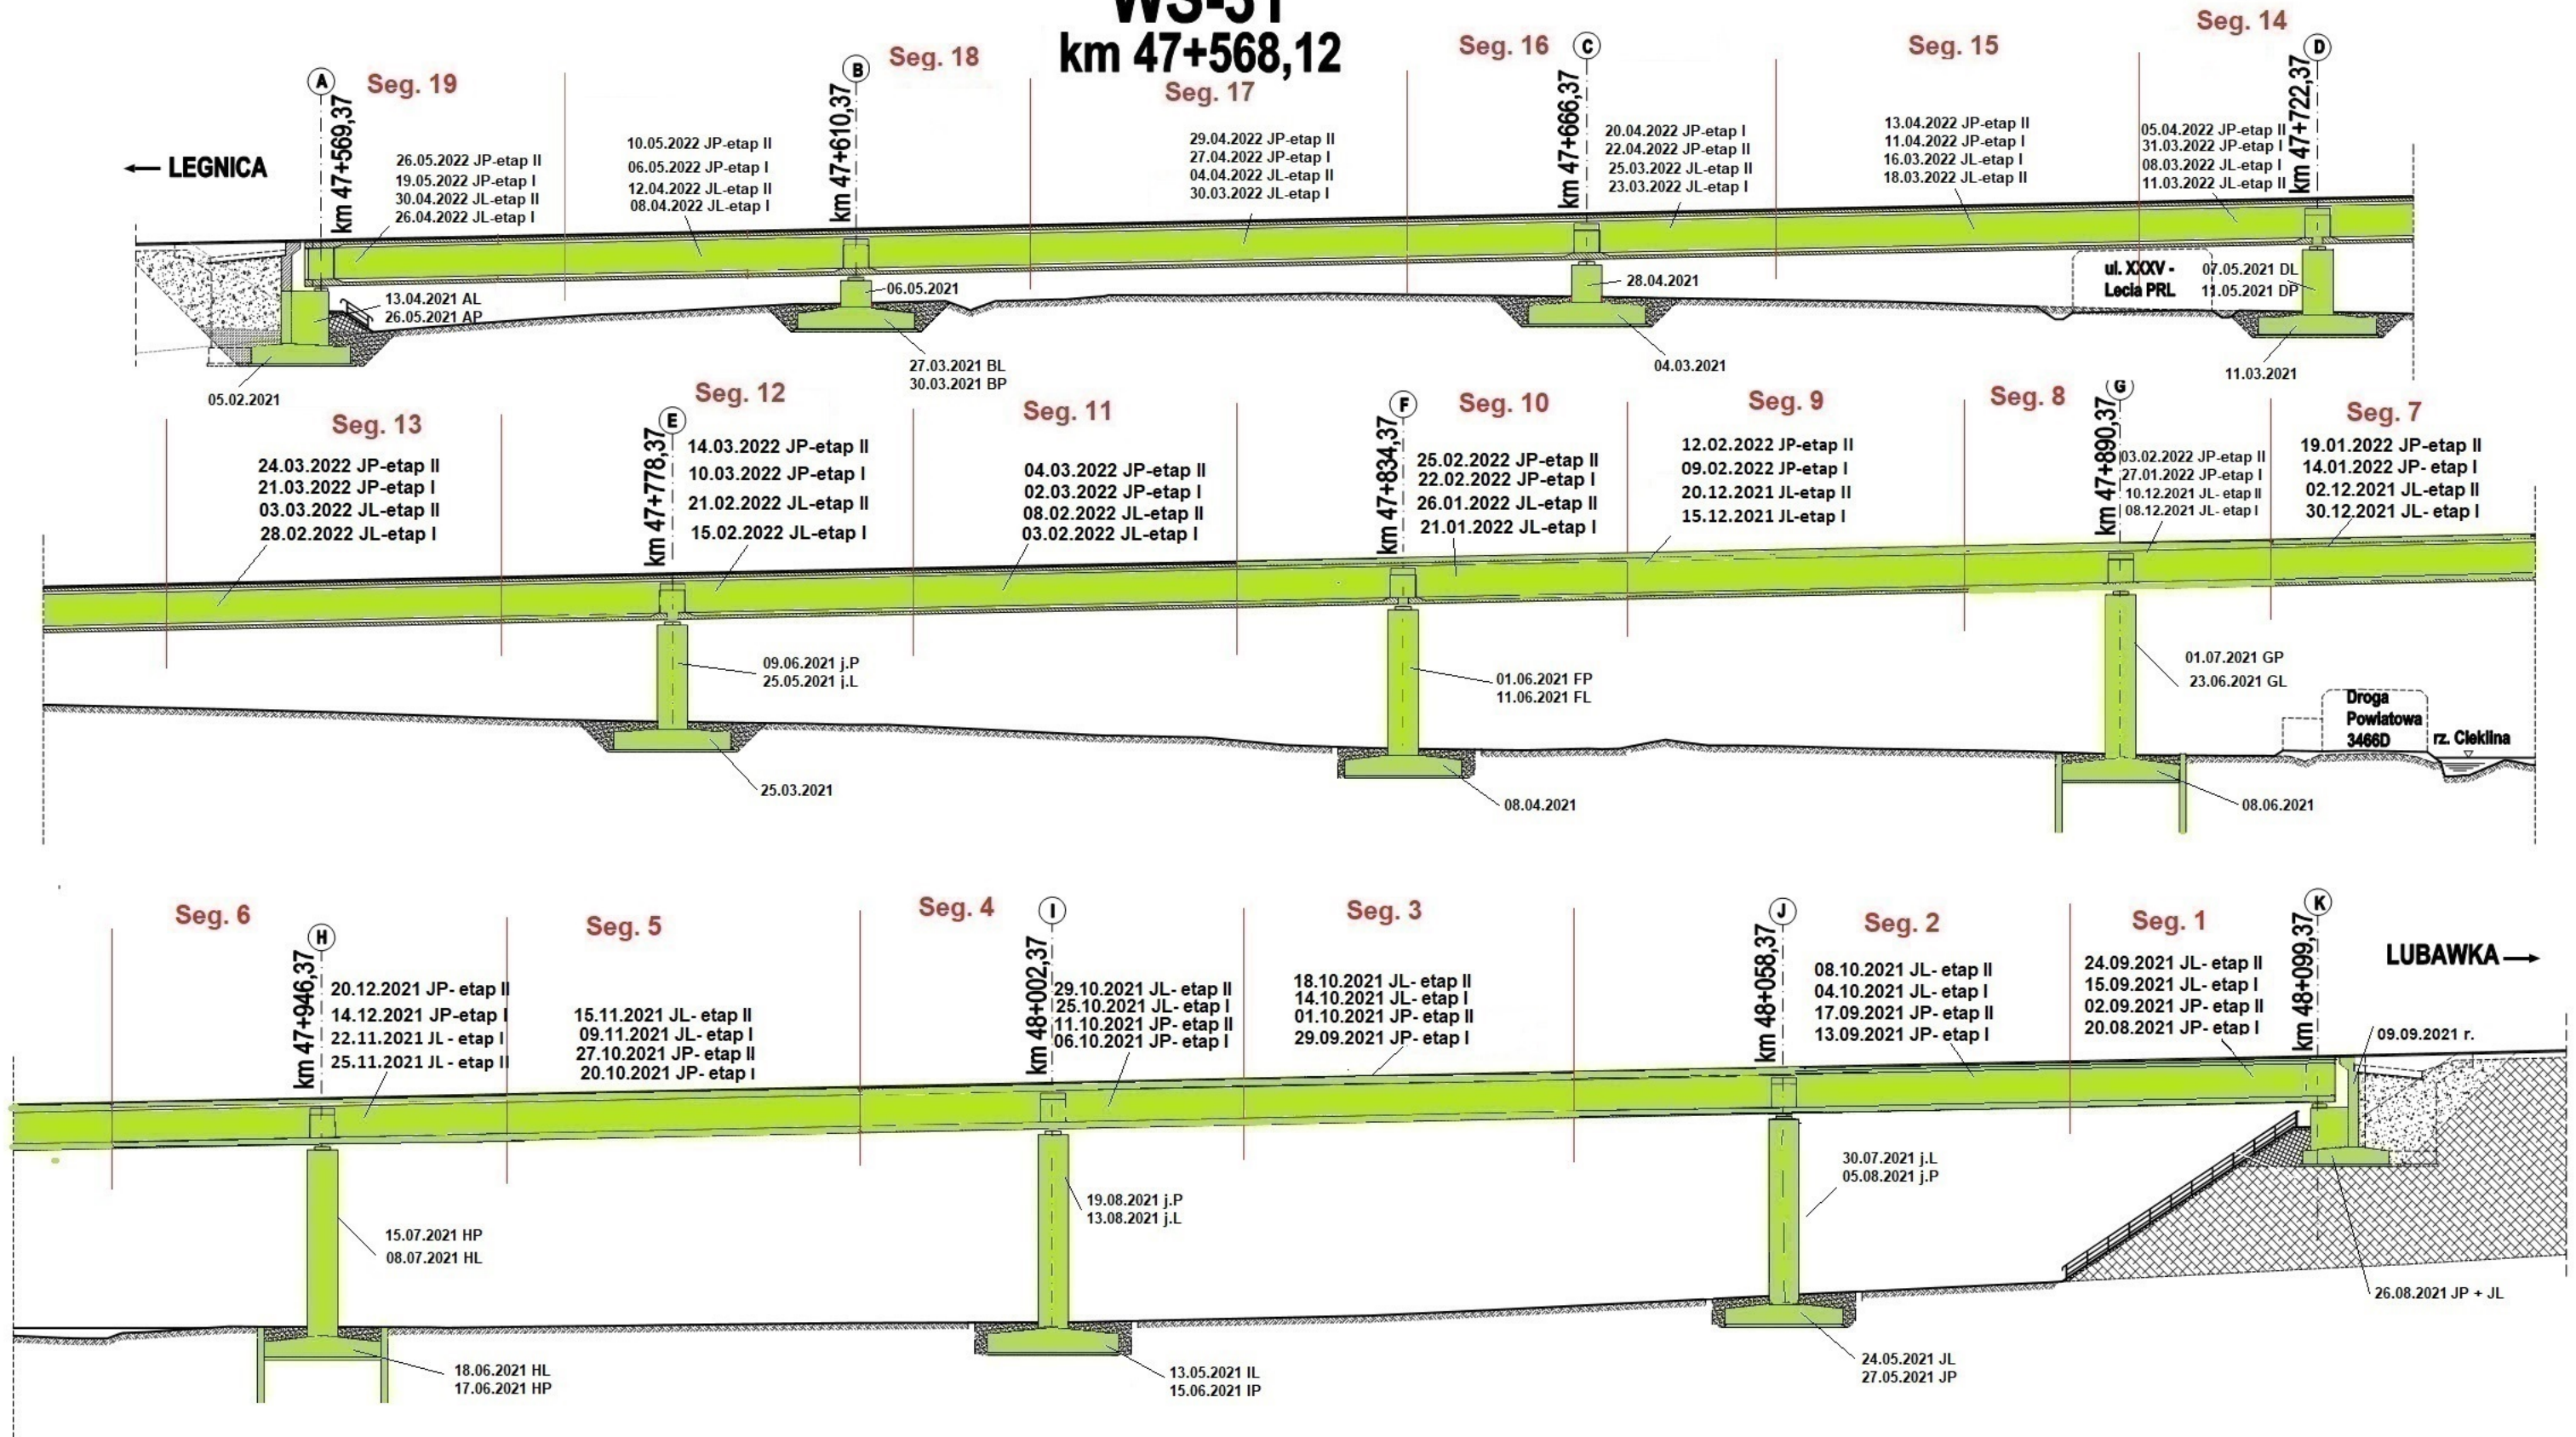 WS-31
km 47+568,12
Seg. 19
Seg. 18
Seg. 17
Seg. 16
Seg. 15
Seg. 14
A
B
C
D
km 47+569,37
km 47+610,37
km 47+666,37
km 47+722,37
← LEGNICA
26.05.2022 JP-etap II
19.05.2022 JP-etap I
30.04.2022 JL-etap II
26.04.2022 JL-etap I
10.05.2022 JP-etap II
06.05.2022 JP-etap I
12.04.2022 JL-etap II
08.04.2022 JL-etap I
29.04.2022 JP-etap II
27.04.2022 JP-etap I
04.04.2022 JL-etap II
30.03.2022 JL-etap I
20.04.2022 JP-etap I
22.04.2022 JP-etap II
25.03.2022 JL-etap II
23.03.2022 JL-etap I
13.04.2022 JP-etap II
11.04.2022 JP-etap I
16.03.2022 JL-etap I
18.03.2022 JL-etap II
05.04.2022 JP-etap II
31.03.2022 JP-etap I
08.03.2022 JL-etap I
11.03.2022 JL-etap II
13.04.2021 AL
26.05.2021 AP
05.02.2021
06.05.2021
27.03.2021 BL
30.03.2021 BP
28.04.2021
04.03.2021
ul. XXXV -
Lecia PRL
07.05.2021 DL
11.05.2021 DP
11.03.2021
Seg. 13
Seg. 12
Seg. 11
Seg. 10
Seg. 9
Seg. 8
Seg. 7
E
F
G
km 47+778,37
km 47+834,37
km 47+890,37
24.03.2022 JP-etap II
21.03.2022 JP-etap I
03.03.2022 JL-etap II
28.02.2022 JL-etap I
14.03.2022 JP-etap II
10.03.2022 JP-etap I
21.02.2022 JL-etap II
15.02.2022 JL-etap I
04.03.2022 JP-etap II
02.03.2022 JP-etap I
08.02.2022 JL-etap II
03.02.2022 JL-etap I
25.02.2022 JP-etap II
22.02.2022 JP-etap I
26.01.2022 JL-etap II
21.01.2022 JL-etap I
12.02.2022 JP-etap II
09.02.2022 JP-etap I
20.12.2021 JL-etap II
15.12.2021 JL-etap I
03.02.2022 JP-etap II
27.01.2022 JP-etap I
10.12.2021 JL- etap II
08.12.2021 JL- etap I
19.01.2022 JP-etap II
14.01.2022 JP- etap I
02.12.2021 JL-etap II
30.12.2021 JL- etap I
09.06.2021 j.P
25.05.2021 j.L
25.03.2021
01.06.2021 FP
11.06.2021 FL
08.04.2021
01.07.2021 GP
23.06.2021 GL
Droga
Powiatowa
3466D
rz. Cieklina
08.06.2021
Seg. 6
Seg. 5
Seg. 4
Seg. 3
Seg. 2
Seg. 1
H
I
J
K
km 47+946,37
km 48+002,37
km 48+058,37
km 48+099,37
LUBAWKA →
20.12.2021 JP- etap II
14.12.2021 JP-etap I
22.11.2021 JL - etap I
25.11.2021 JL - etap II
15.11.2021 JL- etap II
09.11.2021 JL- etap I
27.10.2021 JP- etap II
20.10.2021 JP- etap I
29.10.2021 JL- etap II
25.10.2021 JL- etap I
11.10.2021 JP- etap II
06.10.2021 JP- etap I
18.10.2021 JL- etap II
14.10.2021 JL- etap I
01.10.2021 JP- etap II
29.09.2021 JP- etap I
08.10.2021 JL- etap II
04.10.2021 JL- etap I
17.09.2021 JP- etap II
13.09.2021 JP- etap I
24.09.2021 JL- etap II
15.09.2021 JL- etap I
02.09.2021 JP- etap II
20.08.2021 JP- etap I
09.09.2021 r.
15.07.2021 HP
08.07.2021 HL
18.06.2021 HL
17.06.2021 HP
19.08.2021 j.P
13.08.2021 j.L
13.05.2021 IL
15.06.2021 IP
30.07.2021 j.L
05.08.2021 j.P
24.05.2021 JL
27.05.2021 JP
26.08.2021 JP + JL